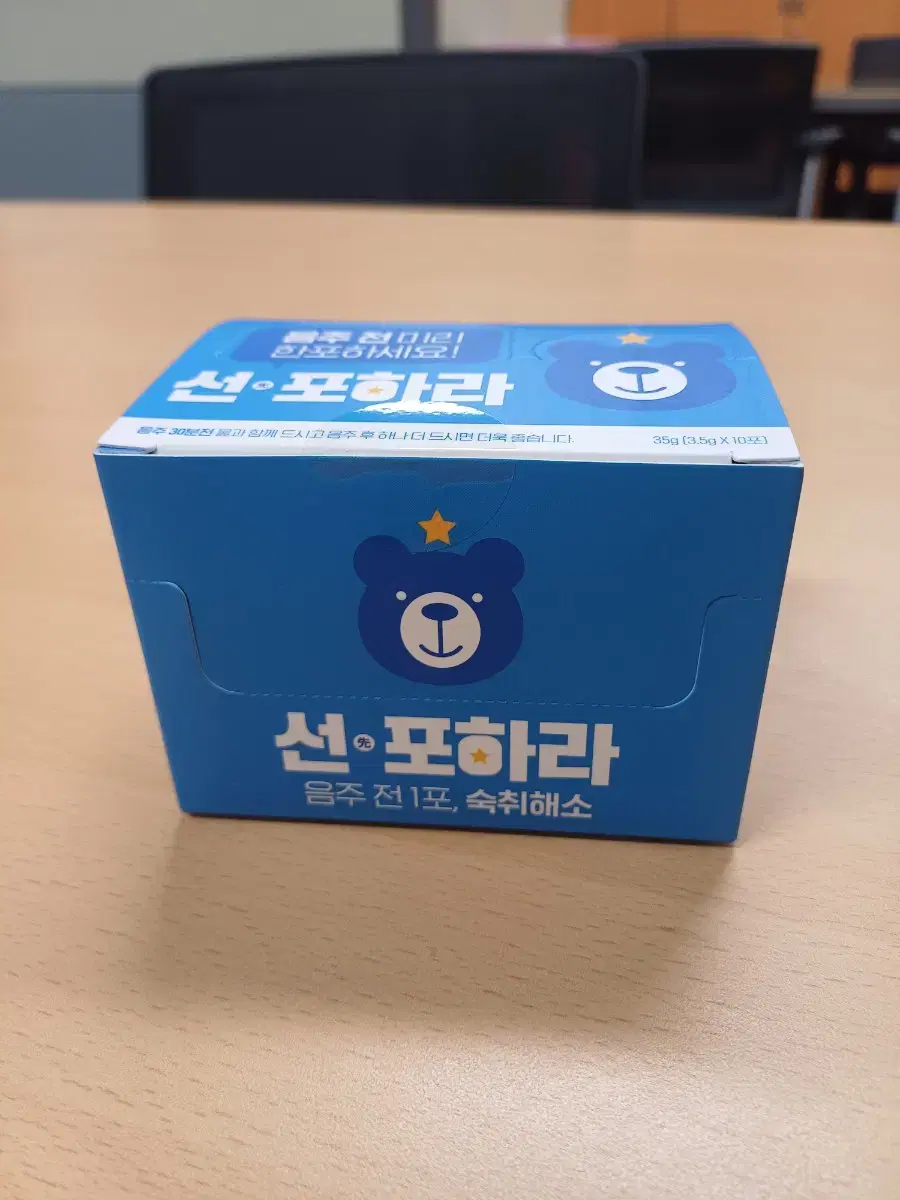 음주 전 미리
한포하세요!
선·포하라
음주 30분전 물과 함께 드시고 음주 후 하나 더 드시면 더욱 좋습니다.
35g (3.5g X 10포)
선先포하라
음주 전 1포, 숙취해소